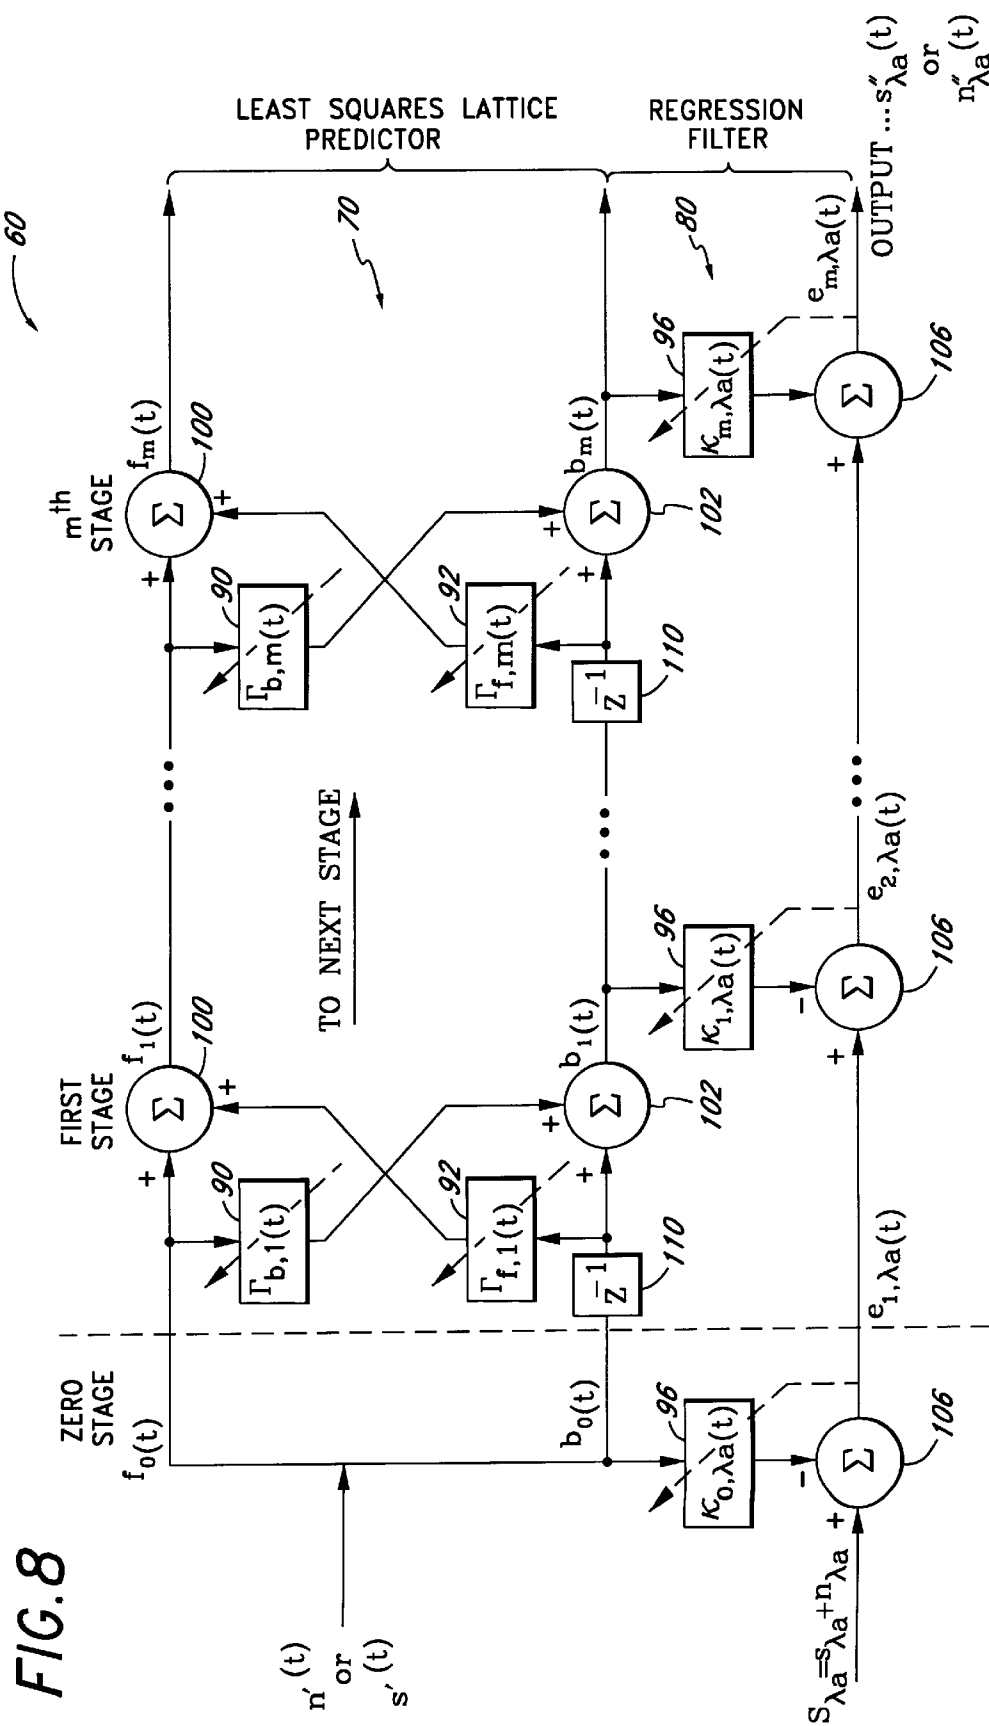 FIG.8
60
ZERO
STAGE
FIRST
STAGE
mth
STAGE
f0(t)
f1(t)
fm(t)
100
100
+
+
+
+
90
90
Γb,1(t)
Γb,m(t)
LEAST SQUARES LATTICE
PREDICTOR
n'(t)
or
s'(t)
TO NEXT STAGE
70
92
92
Γf,1(t)
Γf,m(t)
+
+
+
+
b0(t)
b1(t)
bm(t)
Z-1
Z-1
Σ
Σ
Σ
Σ
110
102
110
102
REGRESSION
FILTER
80
96
96
96
κ0,λa(t)
κ1,λa(t)
κm,λa(t)
-
-
+
+
+
Sλa=sλa+nλa
e1,λa(t)
e2,λa(t)
em,λa(t)
Σ
Σ
Σ
106
106
106
OUTPUT ... s″λa(t)
or
n″λa(t)